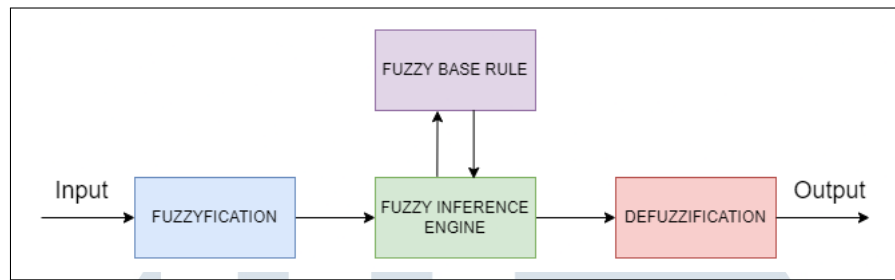 FUZZY BASE RULE
Input
FUZZYFICATION
FUZZY INFERENCE
ENGINE
DEFUZZIFICATION
Output